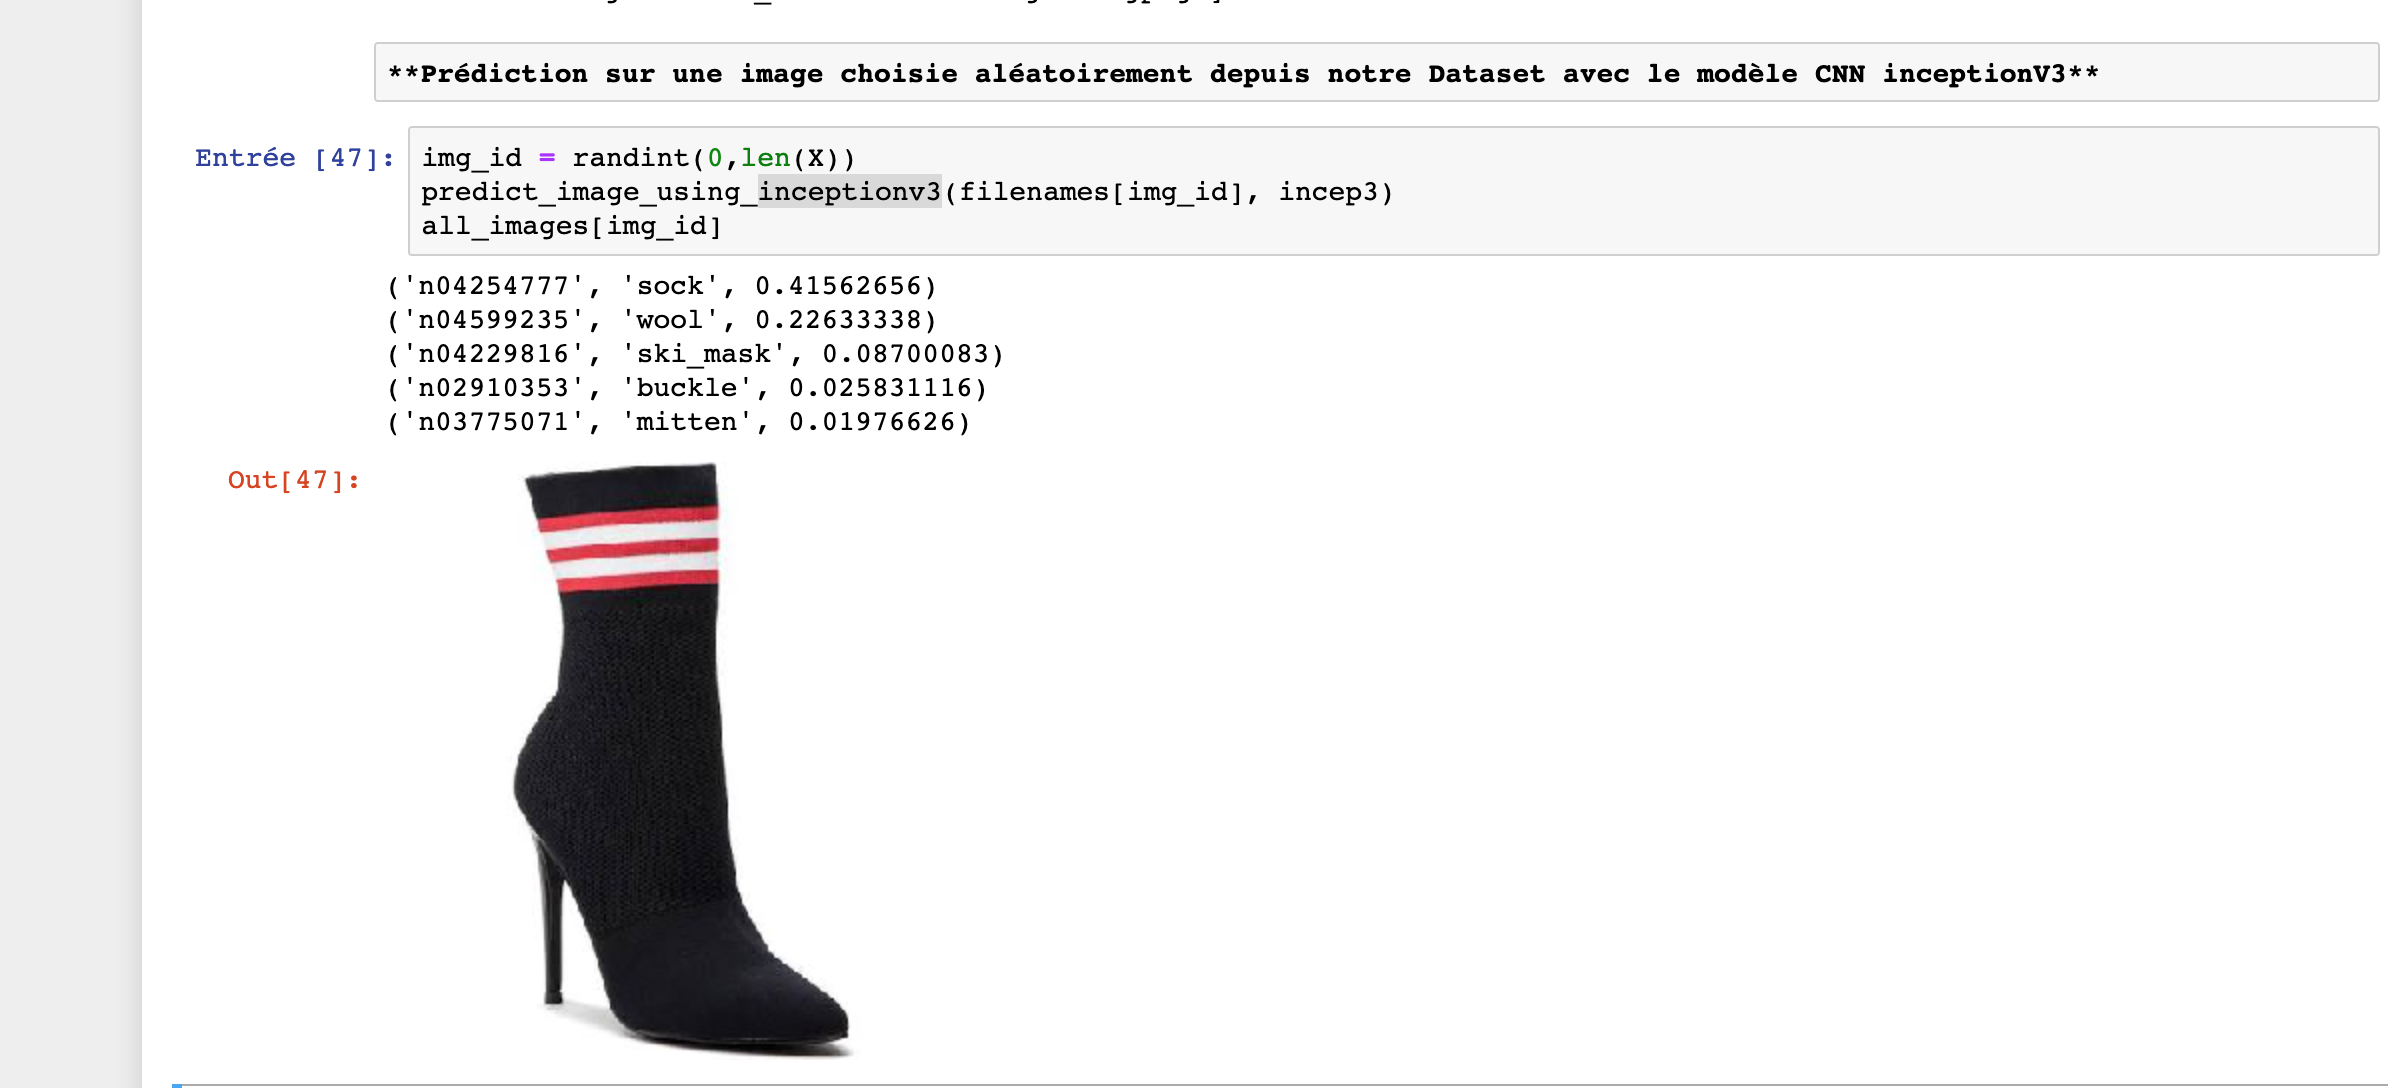 **Prédiction sur une image choisie aléatoirement depuis notre Dataset avec le modèle CNN inceptionV3**
Entrée [47]:
img_id = randint(0,len(X))
predict_image_using_inceptionv3(filenames[img_id], incep3)
all_images[img_id]
('n04254777', 'sock', 0.41562656)
('n04599235', 'wool', 0.22633338)
('n04229816', 'ski_mask', 0.08700083)
('n02910353', 'buckle', 0.025831116)
('n03775071', 'mitten', 0.01976626)
Out[47]: